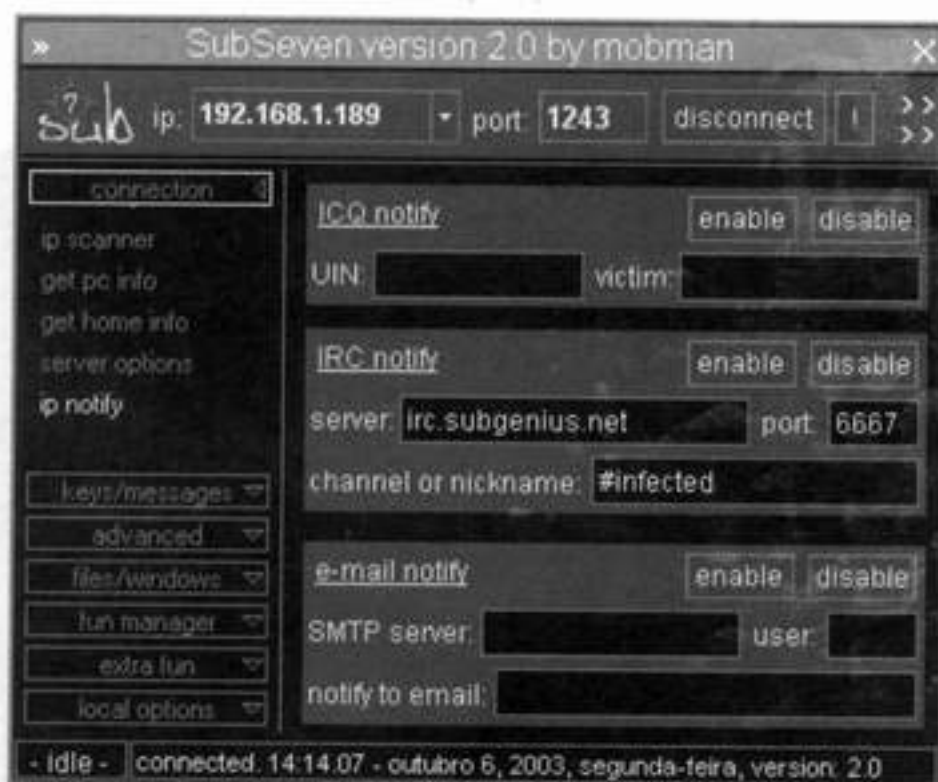 » SubSeven version 2.0 by mobman X
sub7 ip: 192.168.1.189 port: 1243 disconnect ! >> >>
connection
ip scanner
get pc info
get home info
server options
ip notify
keys/messages
advanced
files/windows
fun manager
extra fun
local options
ICQ notify enable disable
UIN: victim:
IRC notify enable disable
server: irc.subgenius.net port: 6667
channel or nickname: #infected
e-mail notify enable disable
SMTP server: user:
notify to email:
- idle - connected. 14:14.07 - outubro 6, 2003, segunda-feira, version: 2.0